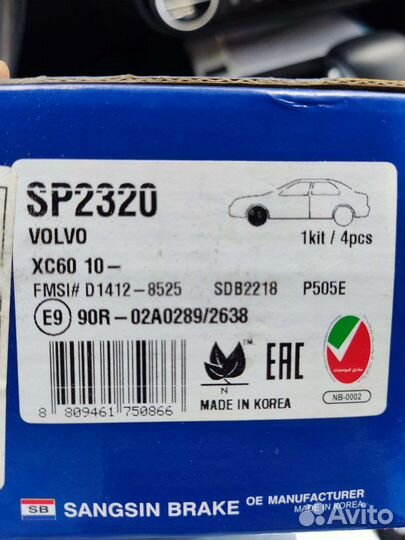 SP2320
VOLVO
1kit / 4pcs
XC60 10-
FMSI# D1412-8525 SDB2218 P505E
E9 90R-02A0289/2638
N
EAC
NB-0002
8 809461 750866
MADE IN KOREA
SB SANGSIN BRAKE OE MANUFACTURER
MADE IN KOREA
Avito